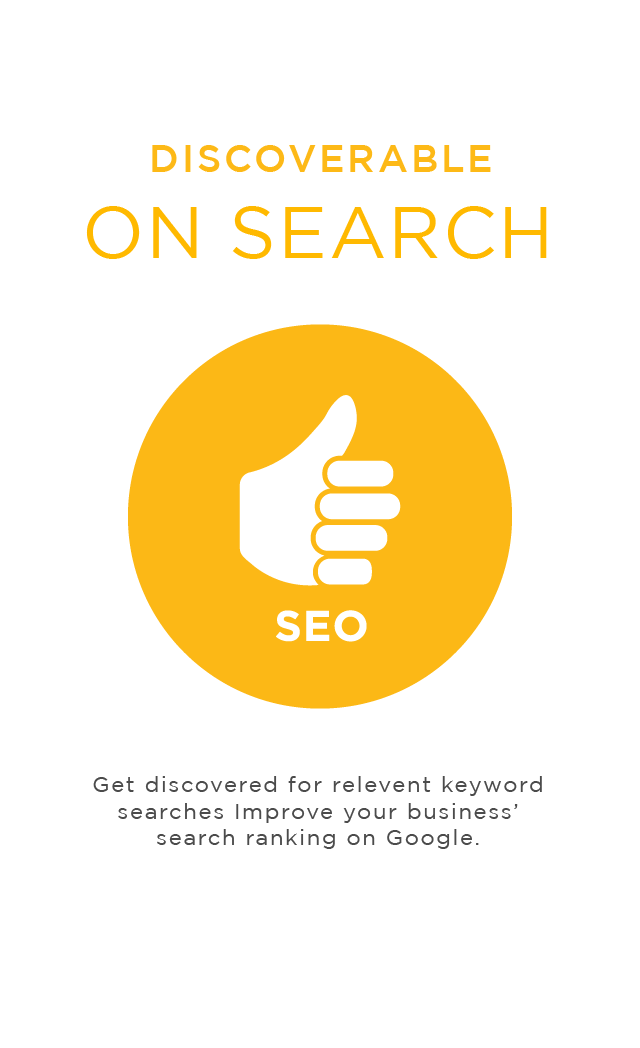 DISCOVERABLE
ON SEARCH
SEO
Get discovered for relevent keyword
searches Improve your business’
search ranking on Google.